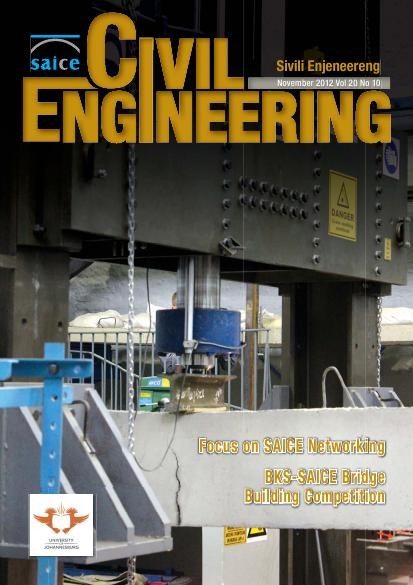 saice
CIVIL
ENGINEERING
Sivili Enjeneereng
November 2012 Vol 20 No 10
DANGER
Focus on SAICE Networking
BKS-SAICE Bridge
Building Competition
UNIVERSITY
OF
JOHANNESBURG